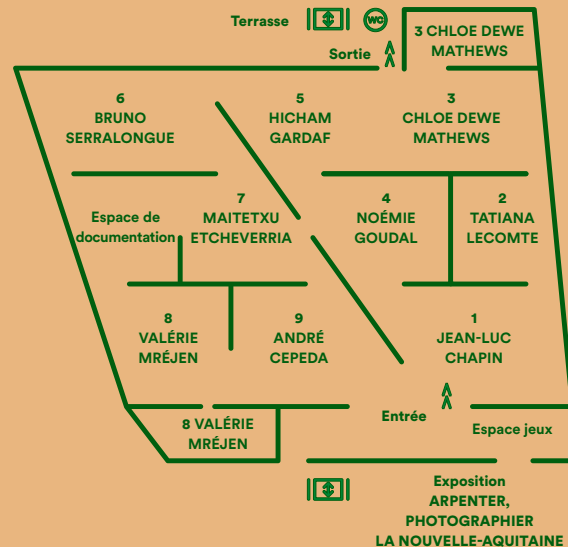 Terrasse
WC
3 CHLOE DEWE
MATHEWS
Sortie
6
BRUNO
SERRALONGUE
5
HICHAM
GARDAF
3
CHLOE DEWE
MATHEWS
Espace de
documentation
7
MAITETXU
ETCHEVERRIA
4
NOÉMIE
GOUDAL
2
TATIANA
LECOMTE
8
VALÉRIE
MRÉJEN
9
ANDRÉ
CEPEDA
1
JEAN-LUC
CHAPIN
8 VALÉRIE
MRÉJEN
Entrée
Espace jeux
Exposition
ARPENTER,
PHOTOGRAPHIER
LA NOUVELLE-AQUITAINE